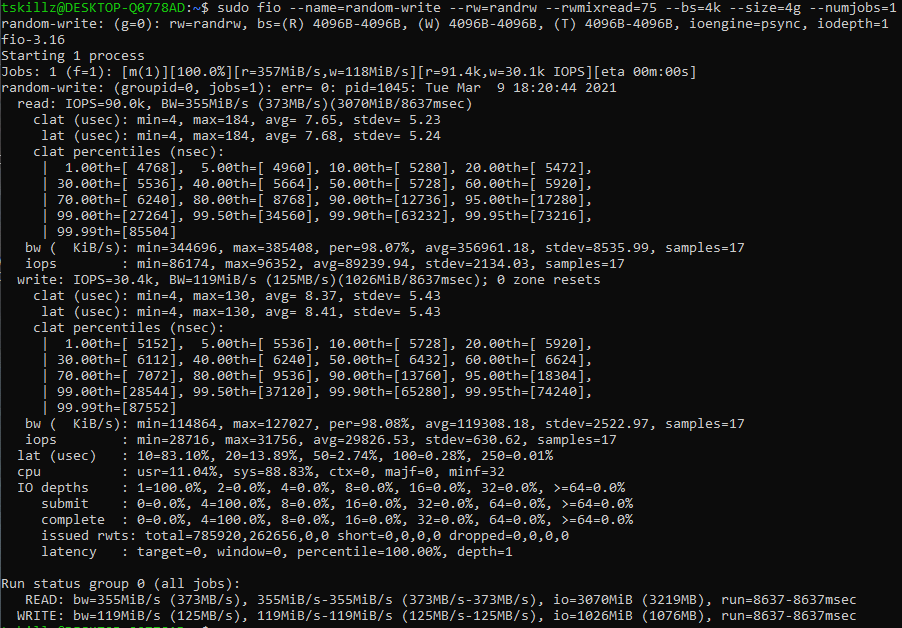 tskillz@DESKTOP-Q0778AD:~$ sudo fio --name=random-write --rw=randrw --rwmixread=75 --bs=4k --size=4g --numjobs=1
random-write: (g=0): rw=randrw, bs=(R) 4096B-4096B, (W) 4096B-4096B, (T) 4096B-4096B, ioengine=psync, iodepth=1
fio-3.16
Starting 1 process
Jobs: 1 (f=1): [m(1)][100.0%][r=357MiB/s,w=118MiB/s][r=91.4k,w=30.1k IOPS][eta 00m:00s]
random-write: (groupid=0, jobs=1): err= 0: pid=1045: Tue Mar  9 18:20:44 2021
  read: IOPS=90.0k, BW=355MiB/s (373MB/s)(3070MiB/8637msec)
    clat (usec): min=4, max=184, avg= 7.65, stdev= 5.23
     lat (usec): min=4, max=184, avg= 7.68, stdev= 5.24
    clat percentiles (nsec):
     |  1.00th=[ 4768],  5.00th=[ 4960], 10.00th=[ 5280], 20.00th=[ 5472],
     | 30.00th=[ 5536], 40.00th=[ 5664], 50.00th=[ 5728], 60.00th=[ 5920],
     | 70.00th=[ 6240], 80.00th=[ 8768], 90.00th=[12736], 95.00th=[17280],
     | 99.00th=[27264], 99.50th=[34560], 99.90th=[63232], 99.95th=[73216],
     | 99.99th=[85504]
   bw (  KiB/s): min=344696, max=385408, per=98.07%, avg=356961.18, stdev=8535.99, samples=17
   iops        : min=86174, max=96352, avg=89239.94, stdev=2134.03, samples=17
  write: IOPS=30.4k, BW=119MiB/s (125MB/s)(1026MiB/8637msec); 0 zone resets
    clat (usec): min=4, max=130, avg= 8.37, stdev= 5.43
     lat (usec): min=4, max=130, avg= 8.41, stdev= 5.43
    clat percentiles (nsec):
     |  1.00th=[ 5152],  5.00th=[ 5536], 10.00th=[ 5728], 20.00th=[ 5920],
     | 30.00th=[ 6112], 40.00th=[ 6240], 50.00th=[ 6432], 60.00th=[ 6624],
     | 70.00th=[ 7072], 80.00th=[ 9536], 90.00th=[13760], 95.00th=[18304],
     | 99.00th=[28544], 99.50th=[37120], 99.90th=[65280], 99.95th=[74240],
     | 99.99th=[87552]
   bw (  KiB/s): min=114864, max=127027, per=98.08%, avg=119308.18, stdev=2522.97, samples=17
   iops        : min=28716, max=31756, avg=29826.53, stdev=630.62, samples=17
  lat (usec)   : 10=83.10%, 20=13.89%, 50=2.74%, 100=0.28%, 250=0.01%
  cpu          : usr=11.04%, sys=88.83%, ctx=0, majf=0, minf=32
  IO depths    : 1=100.0%, 2=0.0%, 4=0.0%, 8=0.0%, 16=0.0%, 32=0.0%, >=64=0.0%
     submit    : 0=0.0%, 4=100.0%, 8=0.0%, 16=0.0%, 32=0.0%, 64=0.0%, >=64=0.0%
     complete  : 0=0.0%, 4=100.0%, 8=0.0%, 16=0.0%, 32=0.0%, 64=0.0%, >=64=0.0%
     issued rwts: total=785920,262656,0,0 short=0,0,0,0 dropped=0,0,0,0
     latency   : target=0, window=0, percentile=100.00%, depth=1
Run status group 0 (all jobs):
   READ: bw=355MiB/s (373MB/s), 355MiB/s-355MiB/s (373MB/s-373MB/s), io=3070MiB (3219MB), run=8637-8637msec
  WRITE: bw=119MiB/s (125MB/s), 119MiB/s-119MiB/s (125MB/s-125MB/s), io=1026MiB (1076MB), run=8637-8637msec